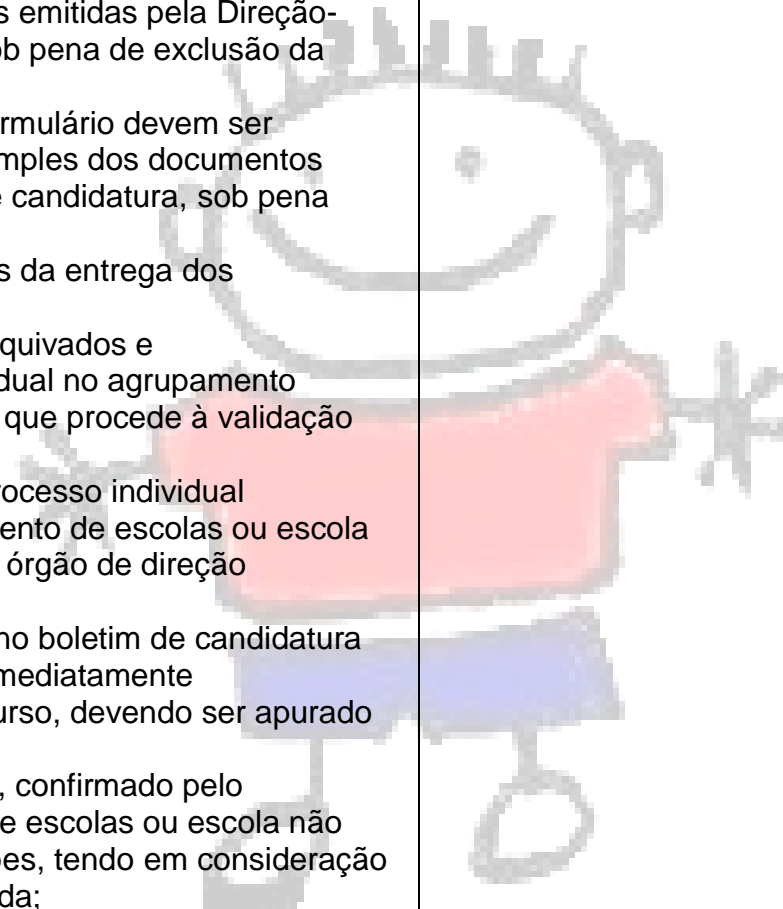 s emitidas pela Direção-
ob pena de exclusão da
rmulário devem ser
mples dos documentos
e candidatura, sob pena
s da entrega dos
quivados e
dual no agrupamento
que procede à validação
rocesso individual
ento de escolas ou escola
órgão de direção
no boletim de candidatura
mediatamente
urso, devendo ser apurado
, confirmado pelo
e escolas ou escola não
ões, tendo em consideração
da;